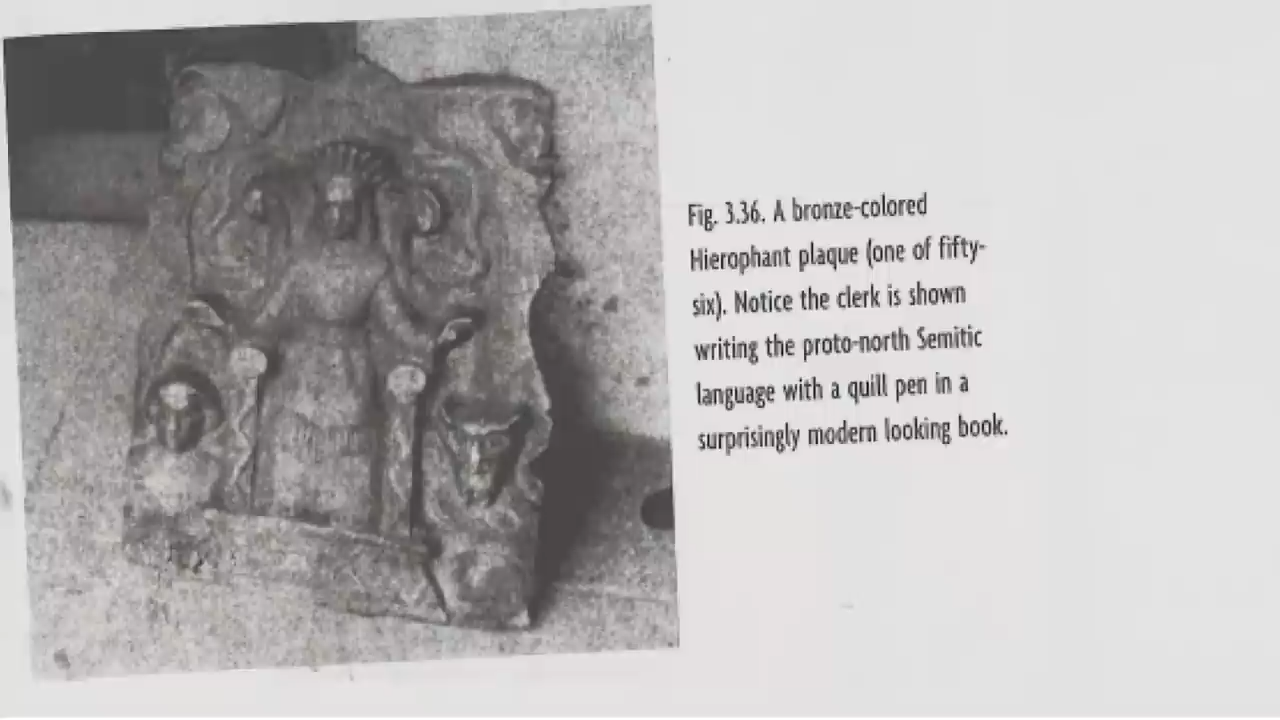 Fig. 3.36. A bronze-colored
Hierophant plaque (one of fifty-
six). Notice the clerk is shown
writing the proto-north Semitic
language with a quill pen in a
surprisingly modern looking book.